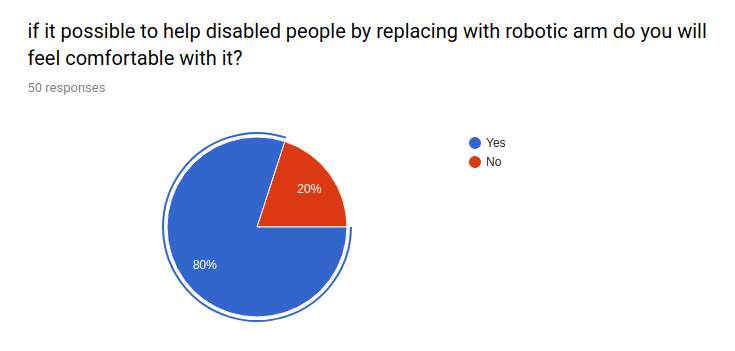 if it possible to help disabled people by replacing with robotic arm do you will
feel comfortable with it?
50 responses
Yes
No
20%
80%